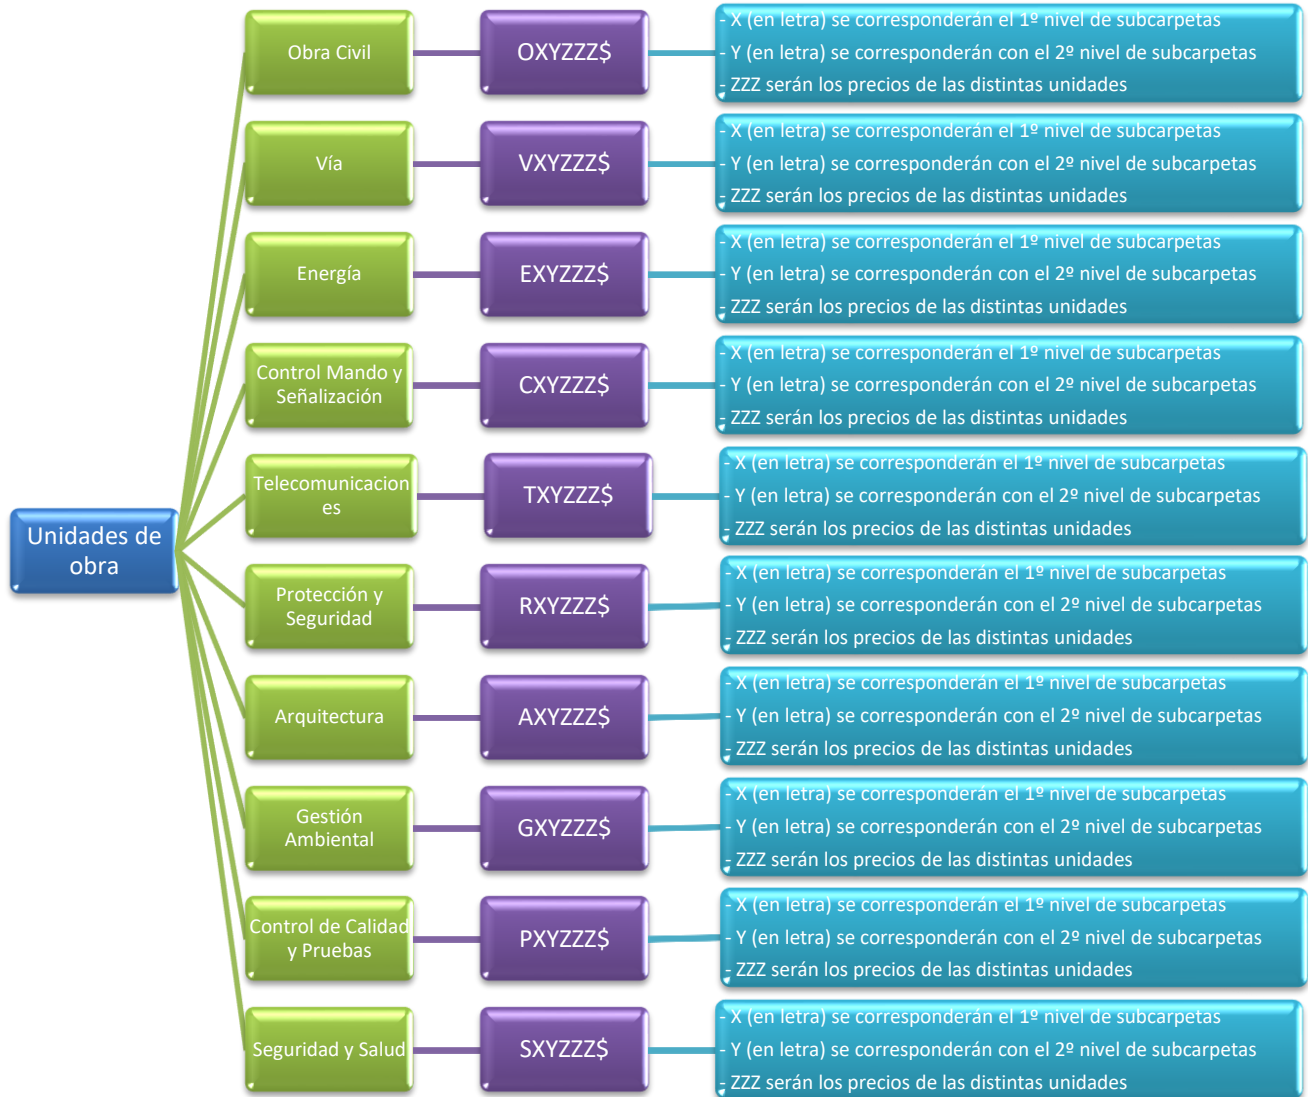 Unidades de
obra
Obra Civil
OXYZZZ$
- X (en letra) se corresponderán el 1º nivel de subcarpetas
- Y (en letra) se corresponderán con el 2º nivel de subcarpetas
- ZZZ serán los precios de las distintas unidades
Vía
VXYZZZ$
- X (en letra) se corresponderán el 1º nivel de subcarpetas
- Y (en letra) se corresponderán con el 2º nivel de subcarpetas
- ZZZ serán los precios de las distintas unidades
Energía
EXYZZZ$
- X (en letra) se corresponderán el 1º nivel de subcarpetas
- Y (en letra) se corresponderán con el 2º nivel de subcarpetas
- ZZZ serán los precios de las distintas unidades
Control Mando y
Señalización
CXYZZZ$
- X (en letra) se corresponderán el 1º nivel de subcarpetas
- Y (en letra) se corresponderán con el 2º nivel de subcarpetas
- ZZZ serán los precios de las distintas unidades
Telecomunicacion
es
TXYZZZ$
- X (en letra) se corresponderán el 1º nivel de subcarpetas
- Y (en letra) se corresponderán con el 2º nivel de subcarpetas
- ZZZ serán los precios de las distintas unidades
Protección y
Seguridad
RXYZZZ$
- X (en letra) se corresponderán el 1º nivel de subcarpetas
- Y (en letra) se corresponderán con el 2º nivel de subcarpetas
- ZZZ serán los precios de las distintas unidades
Arquitectura
AXYZZZ$
- X (en letra) se corresponderán el 1º nivel de subcarpetas
- Y (en letra) se corresponderán con el 2º nivel de subcarpetas
- ZZZ serán los precios de las distintas unidades
Gestión
Ambiental
GXYZZZ$
- X (en letra) se corresponderán el 1º nivel de subcarpetas
- Y (en letra) se corresponderán con el 2º nivel de subcarpetas
- ZZZ serán los precios de las distintas unidades
Control de Calidad
y Pruebas
PXYZZZ$
- X (en letra) se corresponderán el 1º nivel de subcarpetas
- Y (en letra) se corresponderán con el 2º nivel de subcarpetas
- ZZZ serán los precios de las distintas unidades
Seguridad y Salud
SXYZZZ$
- X (en letra) se corresponderán el 1º nivel de subcarpetas
- Y (en letra) se corresponderán con el 2º nivel de subcarpetas
- ZZZ serán los precios de las distintas unidades